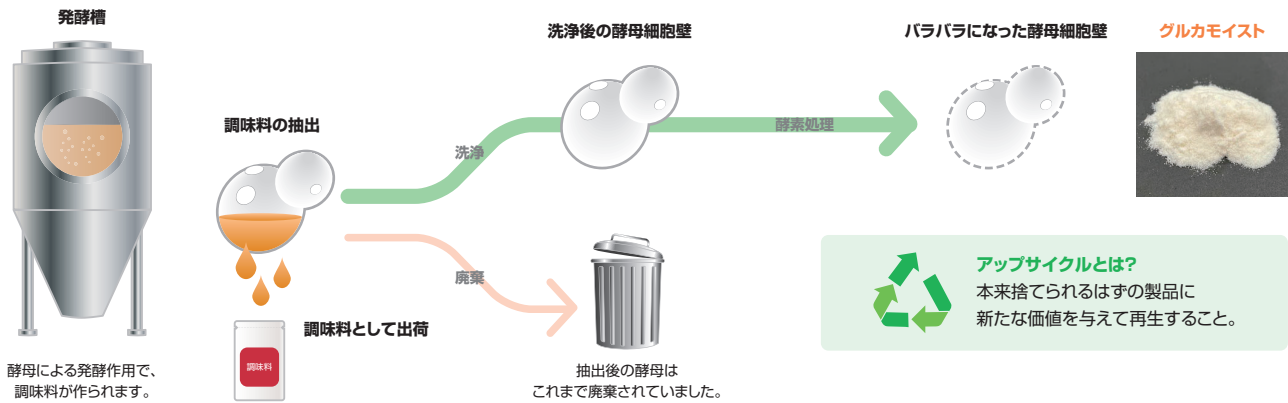 発酵槽
酵母による発酵作用で、
調味料が作られます。
調味料の抽出
調味料として出荷
調味料
洗浄
廃棄
洗浄後の酵母細胞壁
抽出後の酵母は
これまで廃棄されていました。
酵素処理
バラバラになった酵母細胞壁
グルカモイスト
アップサイクルとは?
本来捨てられるはずの製品に
新たな価値を与えて再生すること。